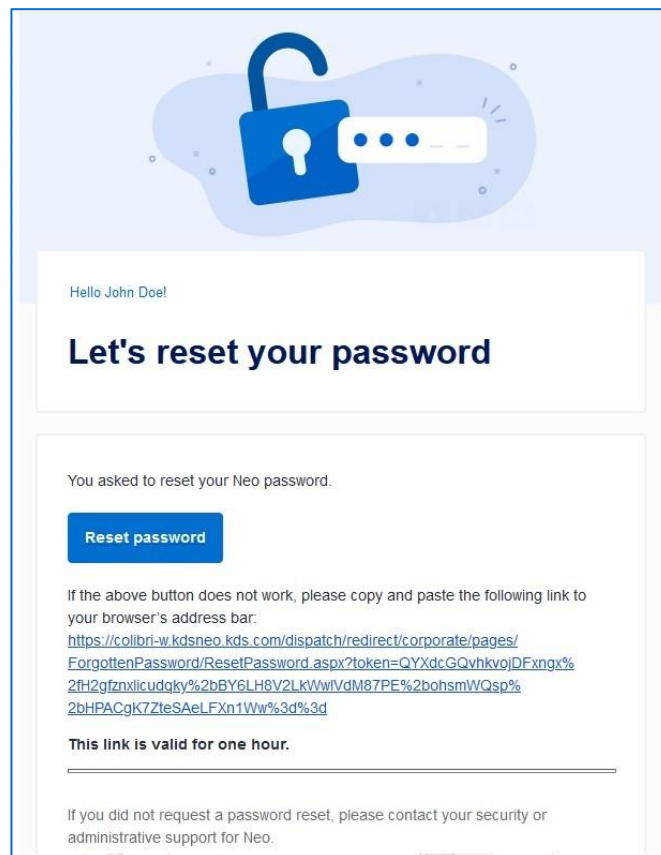 Hello John Doe!
Let's reset your password
You asked to reset your Neo password.
Reset password
If the above button does not work, please copy and paste the following link to
your browser's address bar:
https://colibri-w.kdsneo.kds.com/dispatch/redirect/corporate/pages/
ForgottenPassword/ResetPassword.aspx?token=QYXdcGQvhkvojDFxngx%
2fH2gfznxlicudqky%2bBY6LH8V2LkWwlVdM87PE%2bohsmWQsp%
2bHPACgK7ZteSAeLFXn1Ww%3d%3d
This link is valid for one hour.
If you did not request a password reset, please contact your security or
administrative support for Neo.